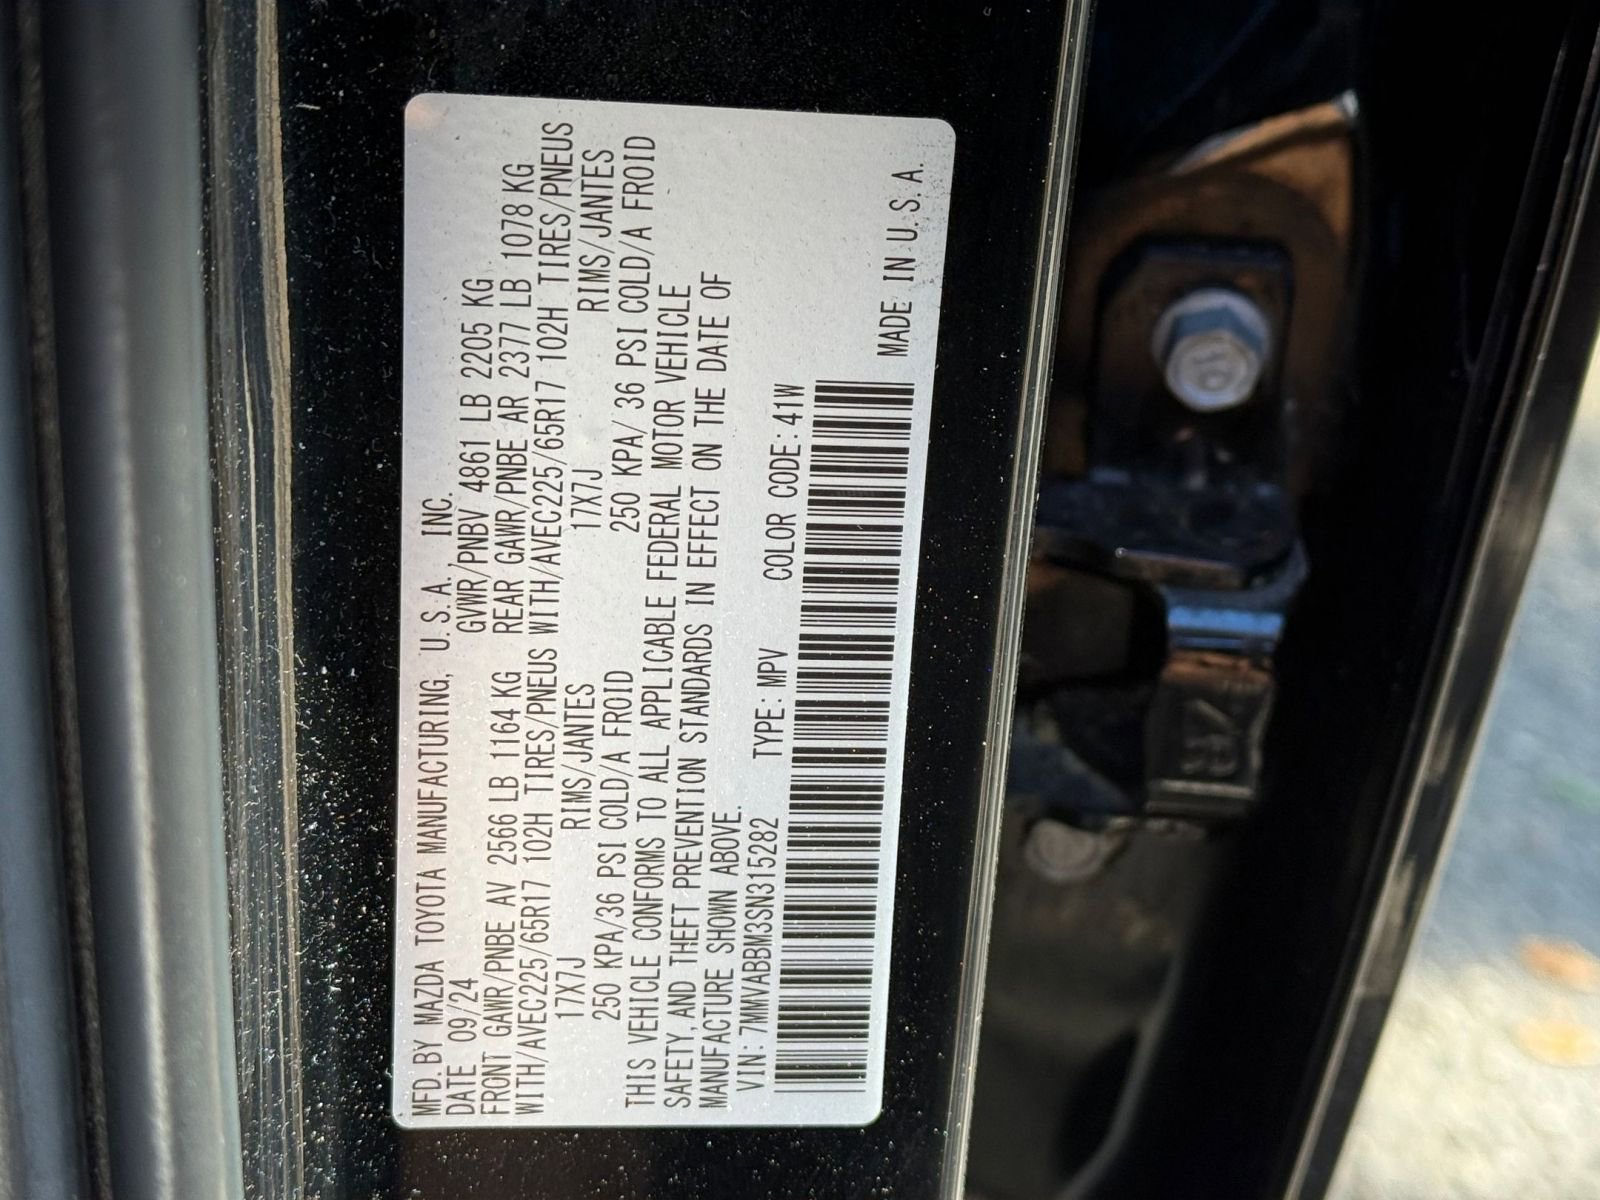 MFD. BY MAZDA TOYOTA MANUFACTURING, U.S.A., INC.
DATE 09/24 GVWR/PNBV 4861 LB 2205 KG
FRONT GAWR/PNBE AV 2566 LB 1164 KG REAR GAWR/PNBE AR 2377 LB 1078 KG
WITH/AVEC225/65R17 102H TIRES/PNEUS WITH/AVEC225/65R17 102H TIRES/PNEUS
17X7J RIMS/JANTES 17X7J RIMS/JANTES
250 KPA/36 PSI COLD/A FROID 250 KPA/ 36 PSI COLD/A FROID
THIS VEHICLE CONFORMS TO ALL APPLICABLE FEDERAL MOTOR VEHICLE
SAFETY, AND THEFT PREVENTION STANDARDS IN EFFECT ON THE DATE OF
MANUFACTURE SHOWN ABOVE.
VIN: 7MMVABBM3SN315282 TYPE: MPV COLOR CODE: 41W
MADE IN U.S.A.